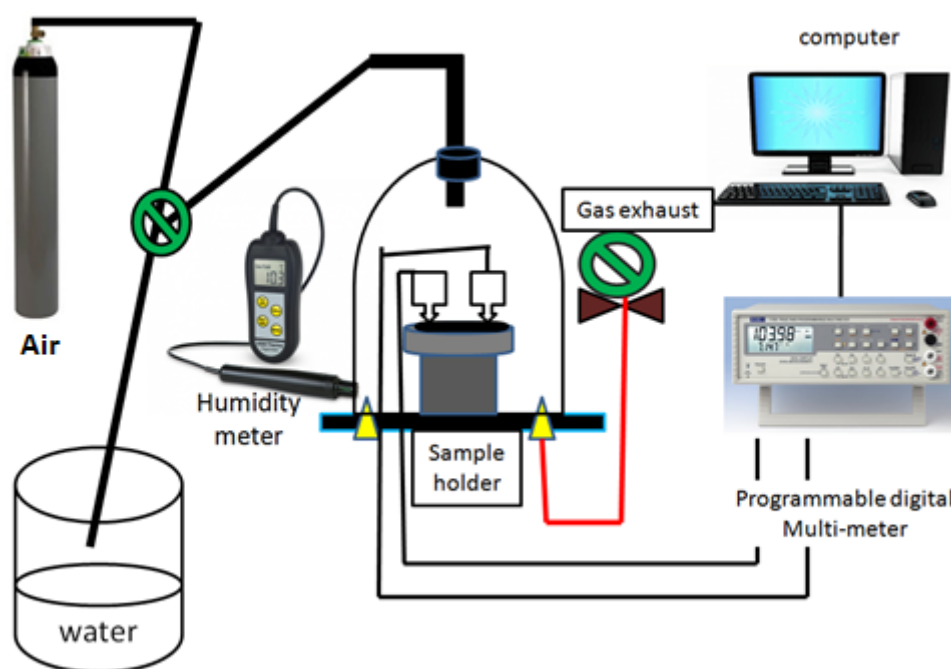 computer
Gas exhaust
Air
Humidity
meter
Sample
holder
Programmable digital
Multi-meter
water